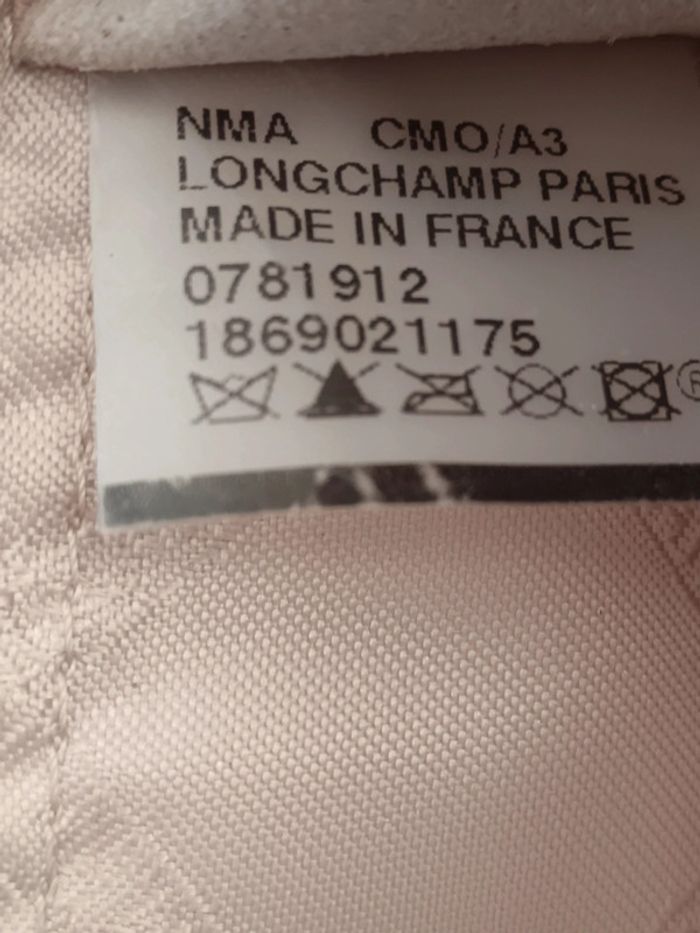 NMA CMO/A3
LONGCHAMP PARIS
MADE IN FRANCE
0781912
1869021175